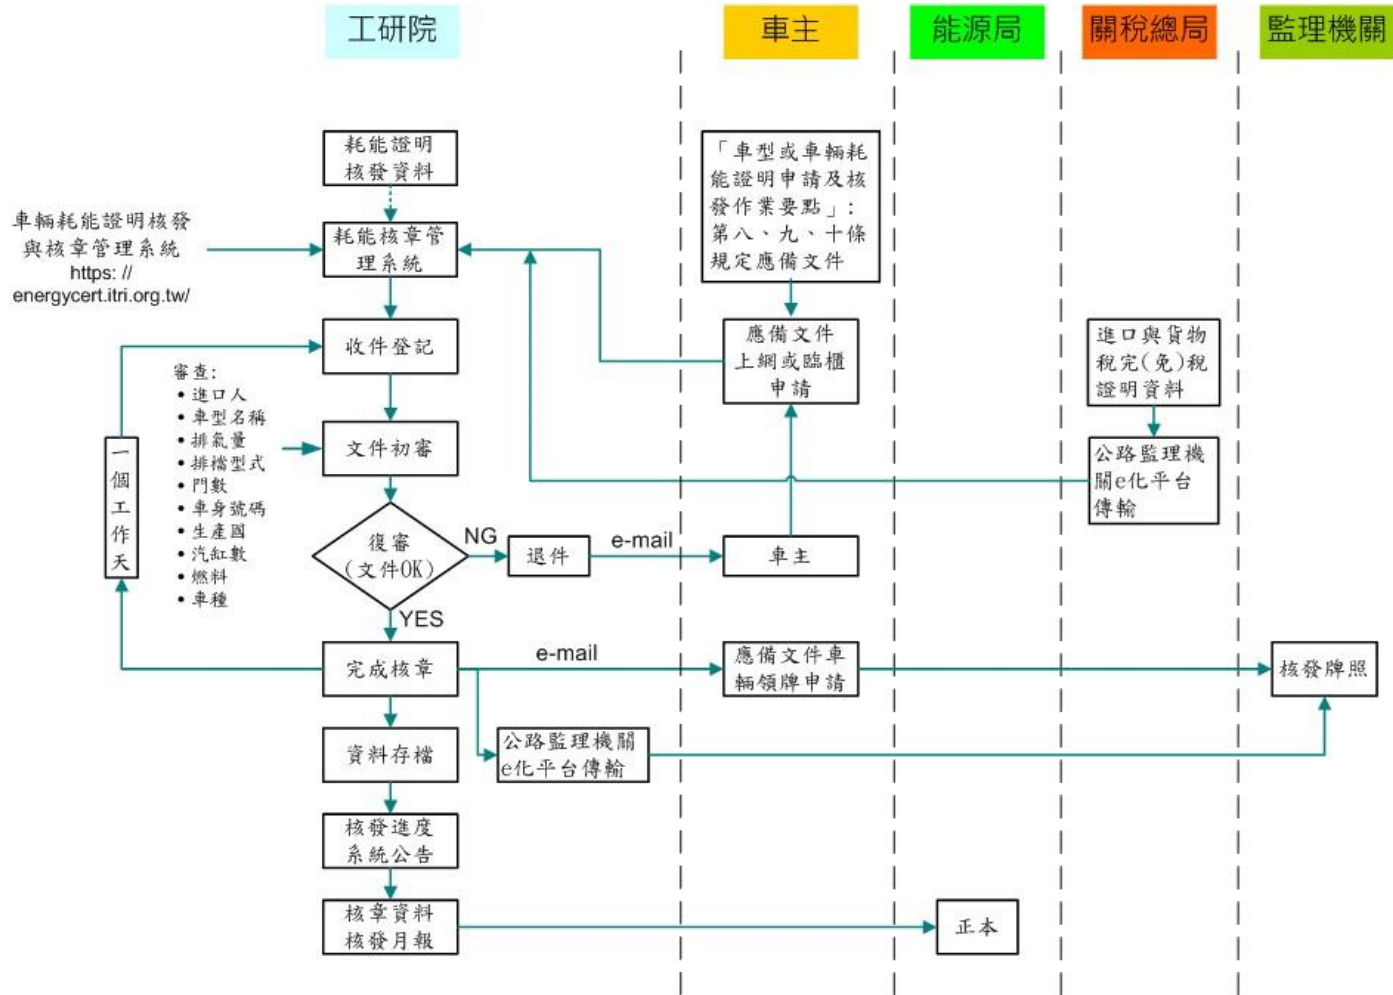 工研院
車主
能源局
關稅總局
監理機關
耗能證明
核發資料
「車型或車輛耗
能證明申請及核
發作業要點」:
第八、九、十條
規定應備文件
車輛耗能證明核發
與核章管理系統
https: //
energycert.itri.org.tw/
耗能核章管
理系統
收件登記
應備文件
上網或臨櫃
申請
進口與貨物
稅完(免)稅
證明資料
審查:
• 進口人
• 車型名稱
• 排氣量
• 排檔型式
• 門數
• 車身號碼
• 生產國
• 汽缸數
• 燃料
• 車種
一個工作天
文件初審
公路監理機
關e化平台
傳輸
復審
(文件OK)
NG
退件
e-mail
車主
YES
完成核章
e-mail
應備文件車
輛領牌申請
核發牌照
資料存檔
公路監理機關
e化平台傳輸
核發進度
系統公告
核章資料
核發月報
正本